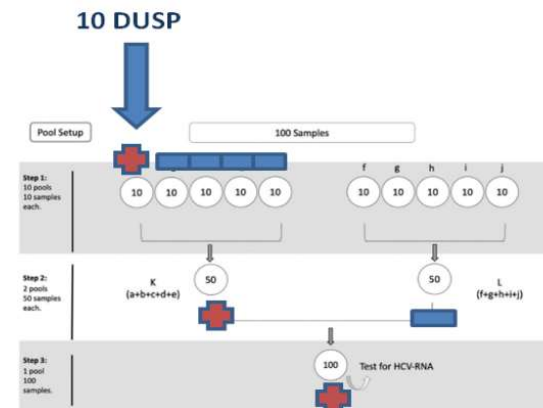 10 DUSP
Pool Setup
100 Samples
f g h i j
Step 1:
10 pools
10 samples
each.
10 10 10 10 10 10 10 10 10 10
Step 2:
2 pools
50 samples
each.
K
(a+b+c+d+e)
50
50
L
(f+g+h+i+j)
Step 3:
1 pool
100
samples.
100
Test for HCV-RNA